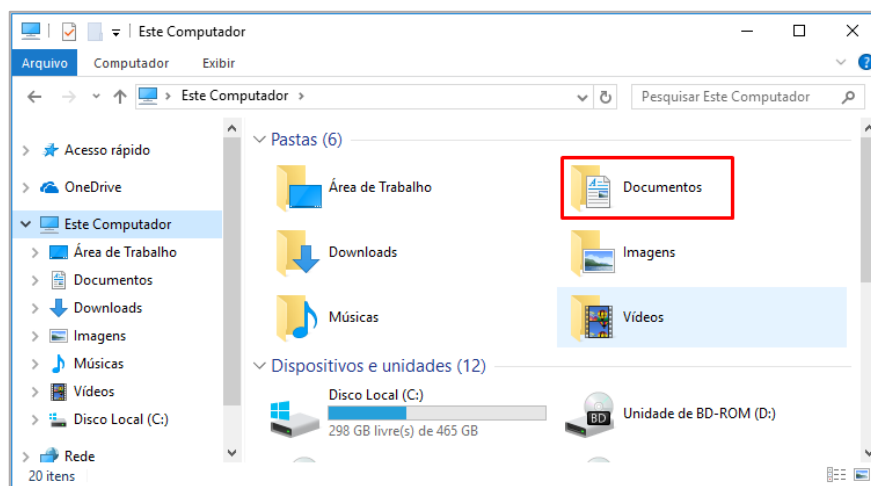 Este Computador
Arquivo Computador Exibir
Este Computador
Pesquisar Este Computador
Acesso rápido
OneDrive
Este Computador
Área de Trabalho
Documentos
Downloads
Imagens
Músicas
Vídeos
Disco Local (C:)
Rede
Pastas (6)
Área de Trabalho
Documentos
Downloads
Imagens
Músicas
Vídeos
Dispositivos e unidades (12)
Disco Local (C:)
298 GB livre(s) de 465 GB
BD
Unidade de BD-ROM (D:)
20 itens